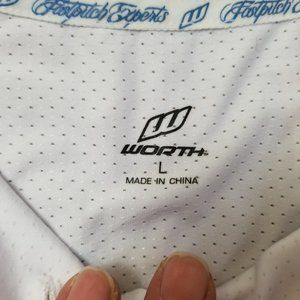 Fastpitch Experts Fastpitch E
WORTH
L
MADE IN CHINA